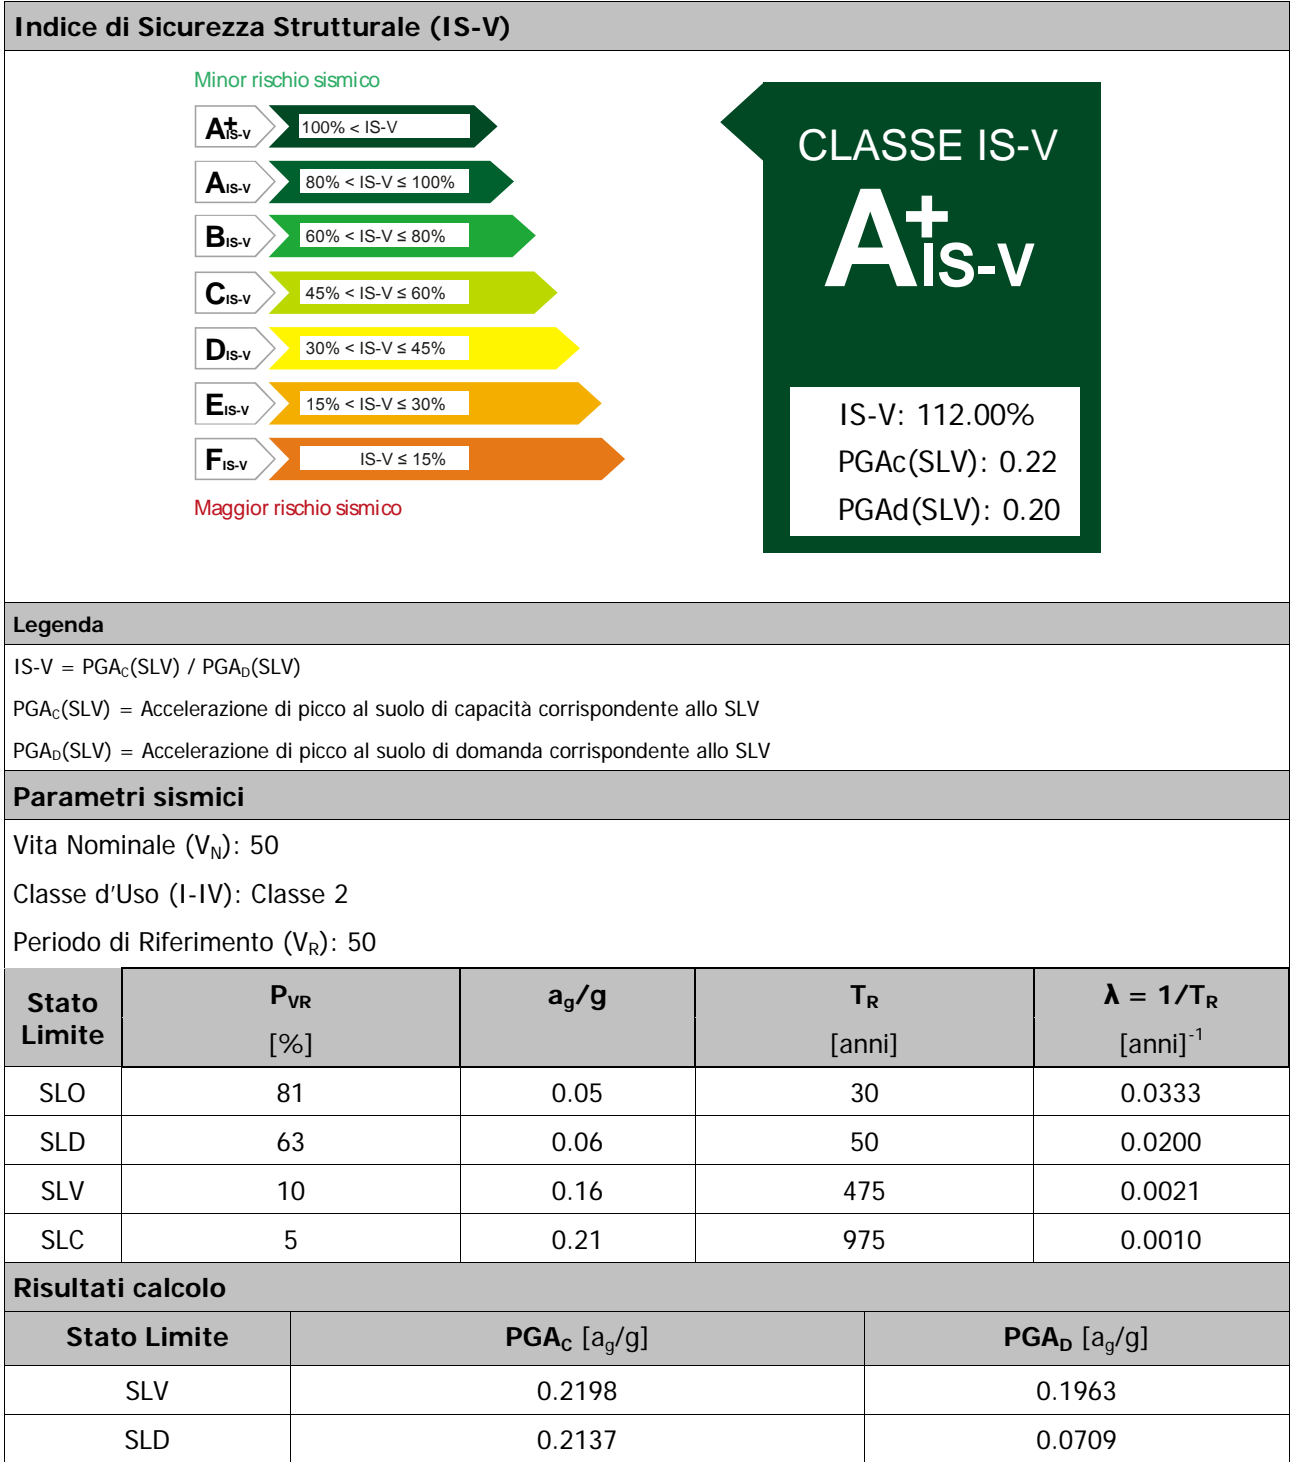 Indice di Sicurezza Strutturale (IS-V)
Minor rischio sismico
A+IS-V 100% < IS-V
AIS-V 80% < IS-V ≤ 100%
BIS-V 60% < IS-V ≤ 80%
CIS-V 45% < IS-V ≤ 60%
DIS-V 30% < IS-V ≤ 45%
EIS-V 15% < IS-V ≤ 30%
FIS-V IS-V ≤ 15%
Maggior rischio sismico
CLASSE IS-V
A+IS-V
IS-V: 112.00%
PGAc(SLV): 0.22
PGAd(SLV): 0.20
Legenda
IS-V = PGAC(SLV) / PGAD(SLV)
PGAC(SLV) = Accelerazione di picco al suolo di capacità corrispondente allo SLV
PGAD(SLV) = Accelerazione di picco al suolo di domanda corrispondente allo SLV
Parametri sismici
Vita Nominale (VN): 50
Classe d'Uso (I-IV): Classe 2
Periodo di Riferimento (VR): 50
Stato Limite PVR [%] ag/g TR [anni] λ = 1/TR [anni]-1
SLO 81 0.05 30 0.0333
SLD 63 0.06 50 0.0200
SLV 10 0.16 475 0.0021
SLC 5 0.21 975 0.0010
Risultati calcolo
Stato Limite PGAC [ag/g] PGAD [ag/g]
SLV 0.2198 0.1963
SLD 0.2137 0.0709